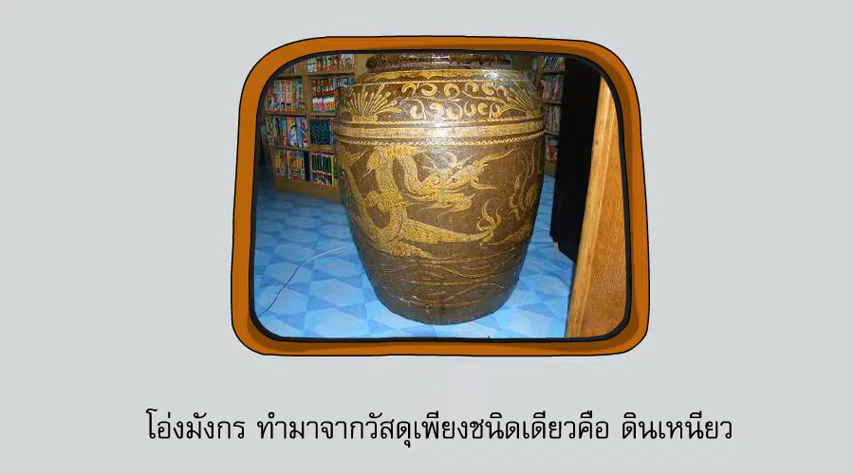 โอ่งมังกร ทำมาจากวัสดุเพียงชนิดเดียวคือ ดินเหนียว